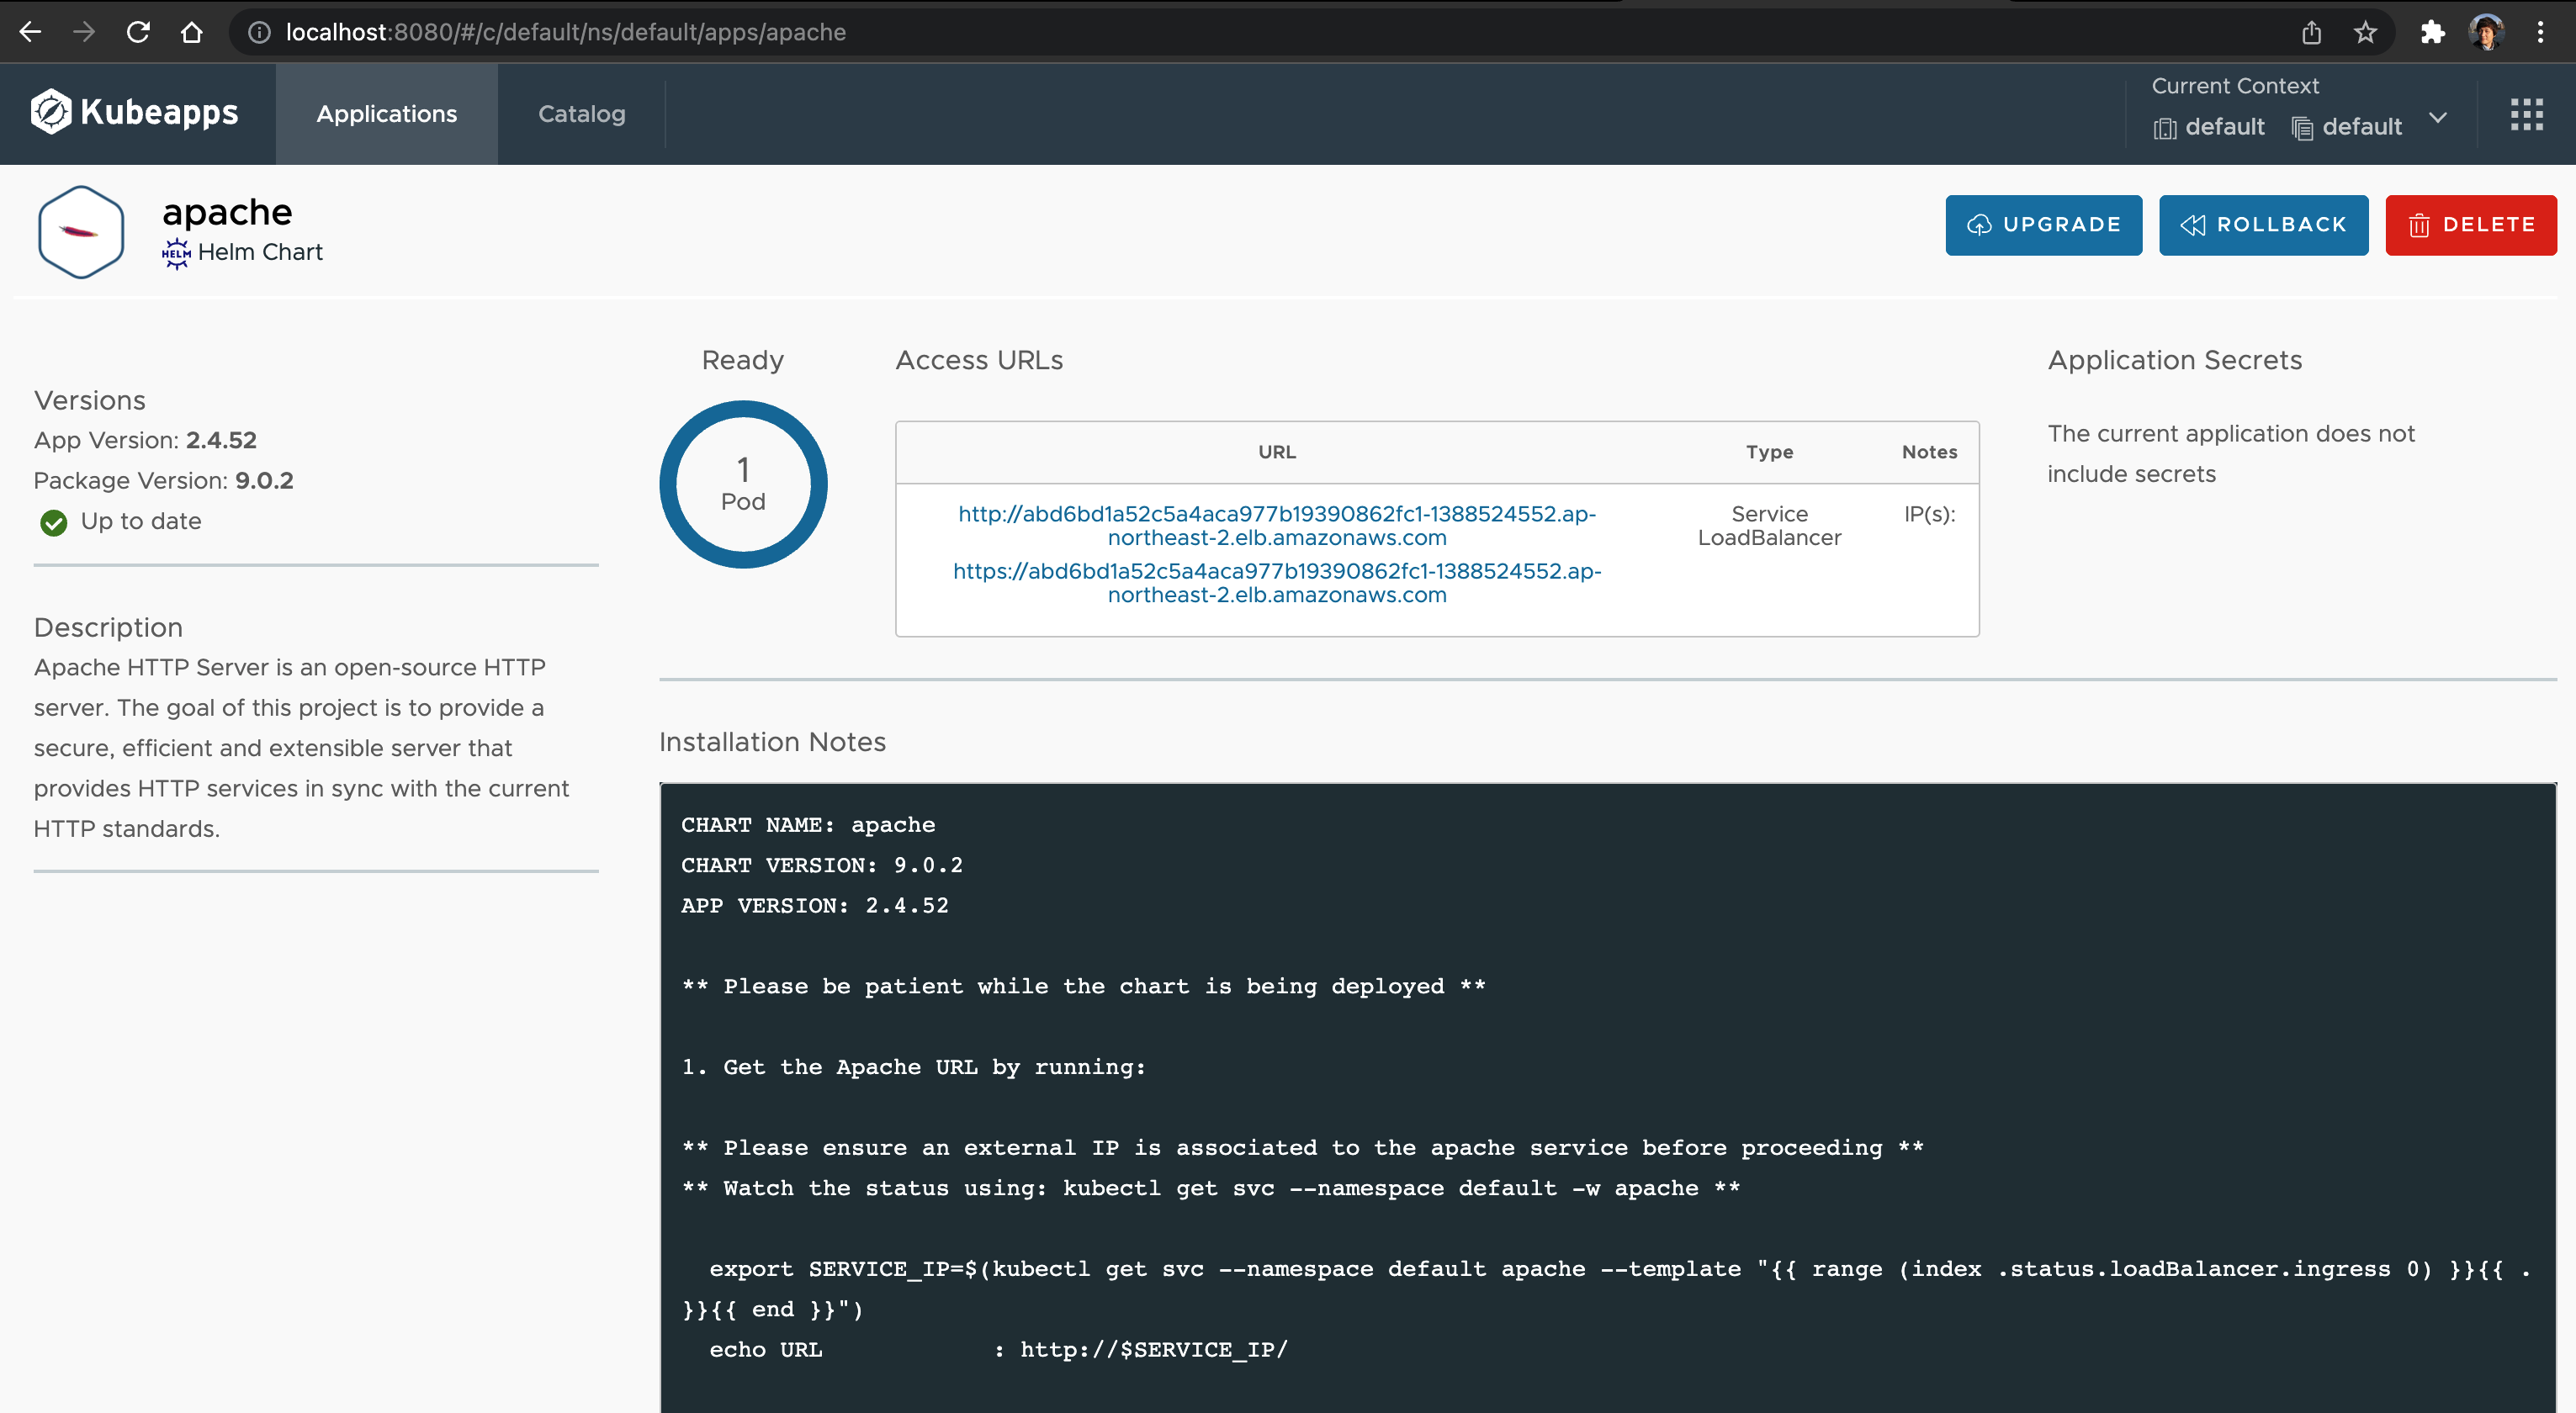 localhost:8080/#/c/default/ns/default/apps/apache
Kubeapps
Applications
Catalog
Current Context
default
default
apache
HELM
Helm Chart
UPGRADE
ROLLBACK
DELETE
Versions
App Version: 2.4.52
Package Version: 9.0.2
Up to date
Description
Apache HTTP Server is an open-source HTTP
server. The goal of this project is to provide a
secure, efficient and extensible server that
provides HTTP services in sync with the current
HTTP standards.
Ready
1
Pod
Access URLs
URL
Type
Notes
http://abd6bd1a52c5a4aca977b19390862fc1-1388524552.ap-
northeast-2.elb.amazonaws.com
https://abd6bd1a52c5a4aca977b19390862fc1-1388524552.ap-
northeast-2.elb.amazonaws.com
Service
LoadBalancer
IP(s):
Application Secrets
The current application does not
include secrets
Installation Notes
CHART NAME: apache
CHART VERSION: 9.0.2
APP VERSION: 2.4.52
** Please be patient while the chart is being deployed **
1. Get the Apache URL by running:
** Please ensure an external IP is associated to the apache service before proceeding **
** Watch the status using: kubectl get svc --namespace default -w apache **
export SERVICE_IP=$(kubectl get svc --namespace default apache --template "{{ range (index .status.loadBalancer.ingress 0) }}{{ .
}}{{ end }}")
echo URL            : http://$SERVICE_IP/